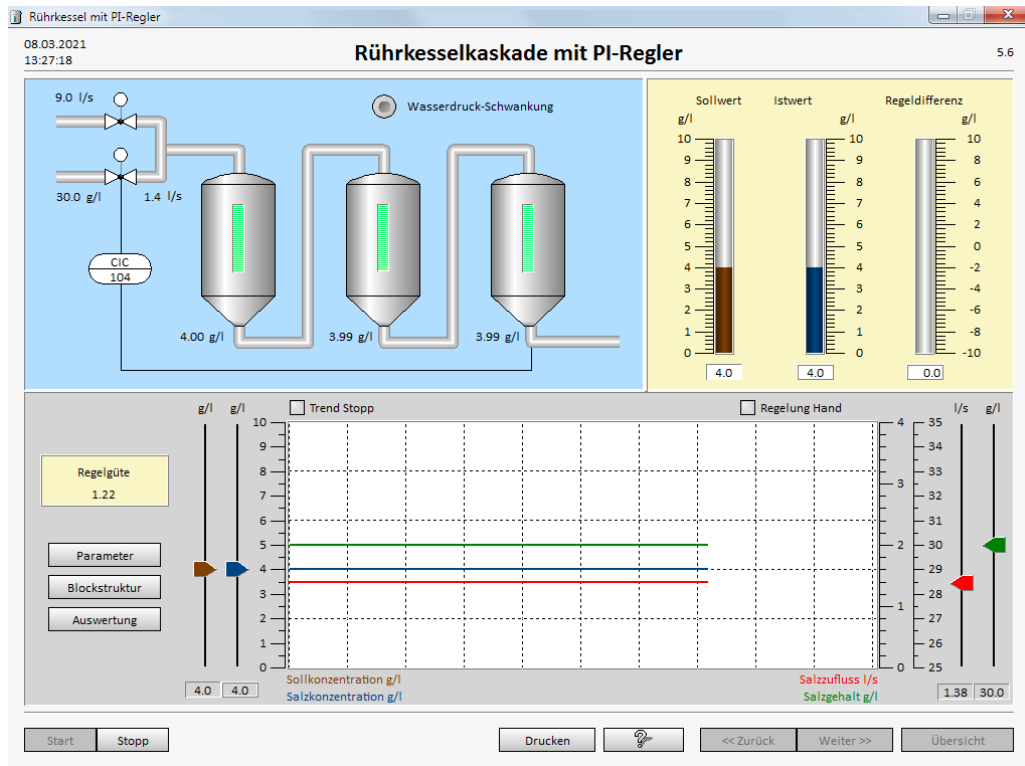 Rührkessel mit PI-Regler
08.03.2021
13:27:18
Rührkesselkaskade mit PI-Regler
5.6
9.0 l/s
Wasserdruck-Schwankung
30.0 g/l 1.4 l/s
CIC
104
4.00 g/l 3.99 g/l 3.99 g/l
Sollwert Istwert Regeldifferenz
g/l g/l g/l
10 10 10
9 9 8
8 8 6
7 7 4
6 6 2
5 5 0
4 4 -2
3 3 -4
2 2 -6
1 1 -8
0 0 -10
4.0 4.0 0.0
g/l g/l Trend Stopp Regelung Hand l/s g/l
Regelgüte
1.22
Parameter
Blockstruktur
Auswertung
10
9
8
7
6
5
4
3
2
1
0
4
3
2
1
0
35
34
33
32
31
30
29
28
27
26
25
4.0 4.0
Sollkonzentration g/l
Salzkonzentration g/l
Salzzufluss l/s
Salzgehalt g/l
1.38 30.0
Start Stopp Drucken ? << Zurück Weiter >> Übersicht